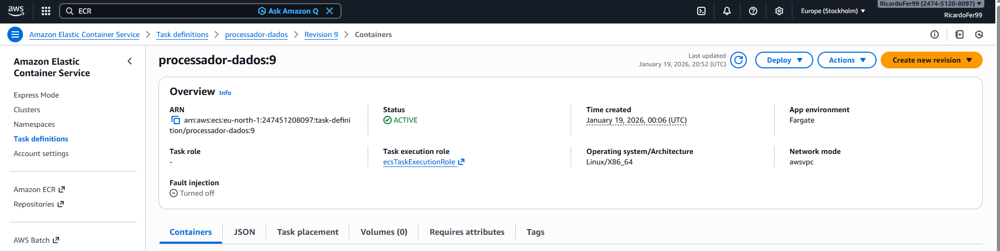 aws
ECR
Ask Amazon Q
Europe (Stockholm)
RicardoFer99 (2474-5120-8097)
RicardoFer99
Amazon Elastic Container Service
Task definitions
processador-dados
Revision 9
Containers
Amazon Elastic
Container Service
Express Mode
Clusters
Namespaces
Task definitions
Account settings
Amazon ECR
Repositories
AWS Batch
processador-dados:9
Last updated
January 19, 2026, 20:52 (UTC)
Deploy
Actions
Create new revision
Overview
Info
ARN
arn:aws:ecs:eu-north-1:247451208097:task-defini
tion/processador-dados:9
Status
ACTIVE
Time created
January 19, 2026, 00:06 (UTC)
App environment
Fargate
Task role
-
Task execution role
ecsTaskExecutionRole
Operating system/Architecture
Linux/X86_64
Network mode
awsvpc
Fault injection
Turned off
Containers
JSON
Task placement
Volumes (0)
Requires attributes
Tags